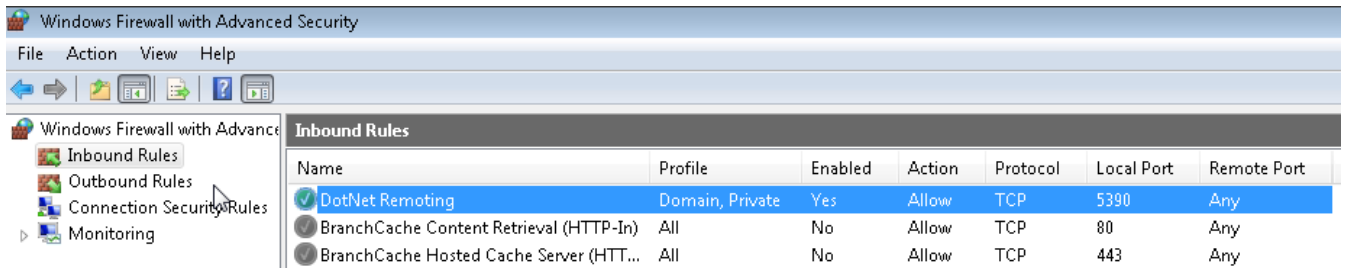 Windows Firewall with Advanced Security
File Action View Help
Windows Firewall with Advance
Inbound Rules
Outbound Rules
Connection Security Rules
Monitoring
Inbound Rules
Name Profile Enabled Action Protocol Local Port Remote Port
DotNet Remoting Domain, Private Yes Allow TCP 5390 Any
BranchCache Content Retrieval (HTTP-In) All No Allow TCP 80 Any
BranchCache Hosted Cache Server (HTT... All No Allow TCP 443 Any